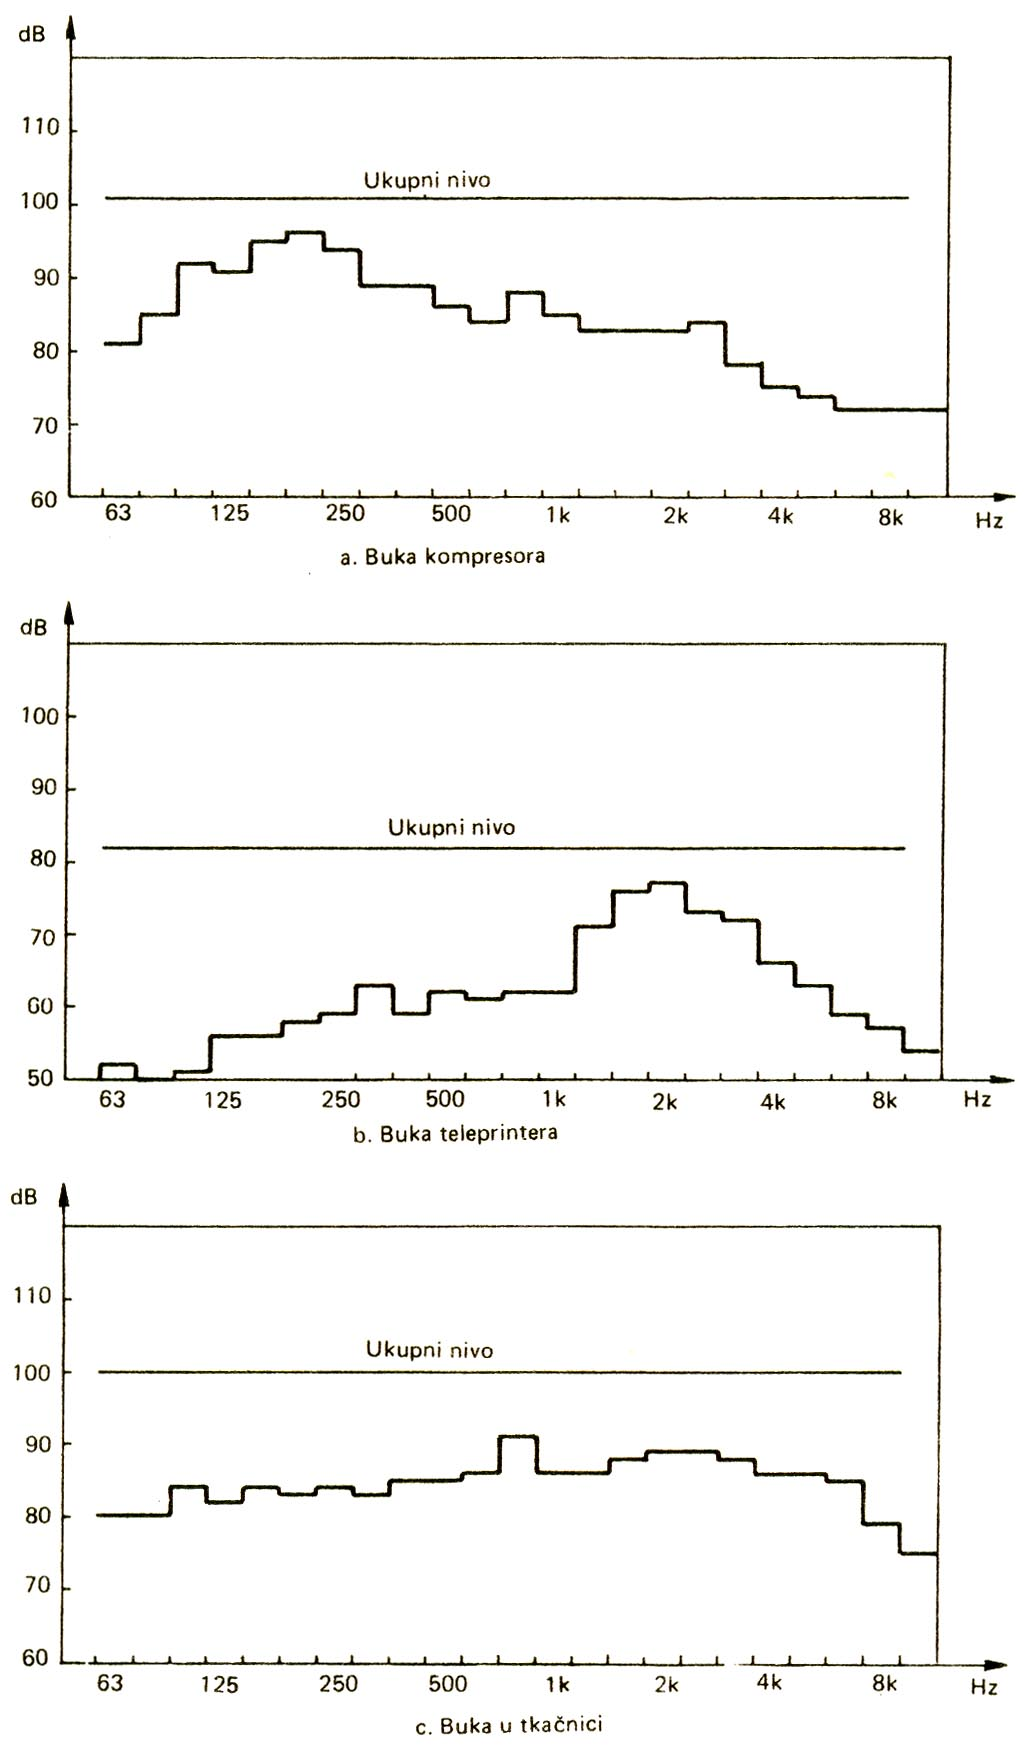 dB
110
Ukupni nivo
100
90
80
70
60
63 125 250 500 1k 2k 4k 8k Hz
a. Buka kompresora
dB
100
90
Ukupni nivo
80
70
60
50
63 125 250 500 1k 2k 4k 8k Hz
b. Buka teleprintera
dB
110
Ukupni nivo
100
90
80
70
60
63 125 250 500 1k 2k 4k 8k Hz
c. Buka u tkačnici